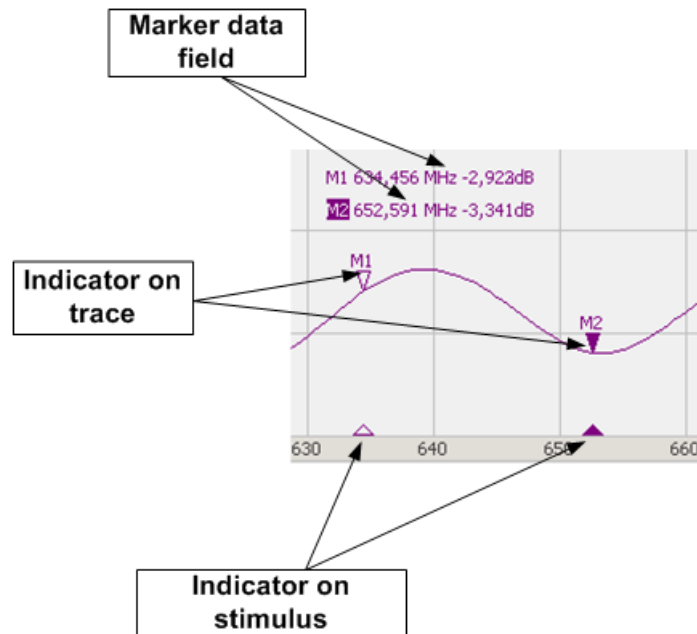 Marker data
field
M1 634,456 MHz -2,922dB
M2 652,591 MHz -3,341dB
Indicator on
trace
M1
M2
630 640 650 660
Indicator on
stimulus